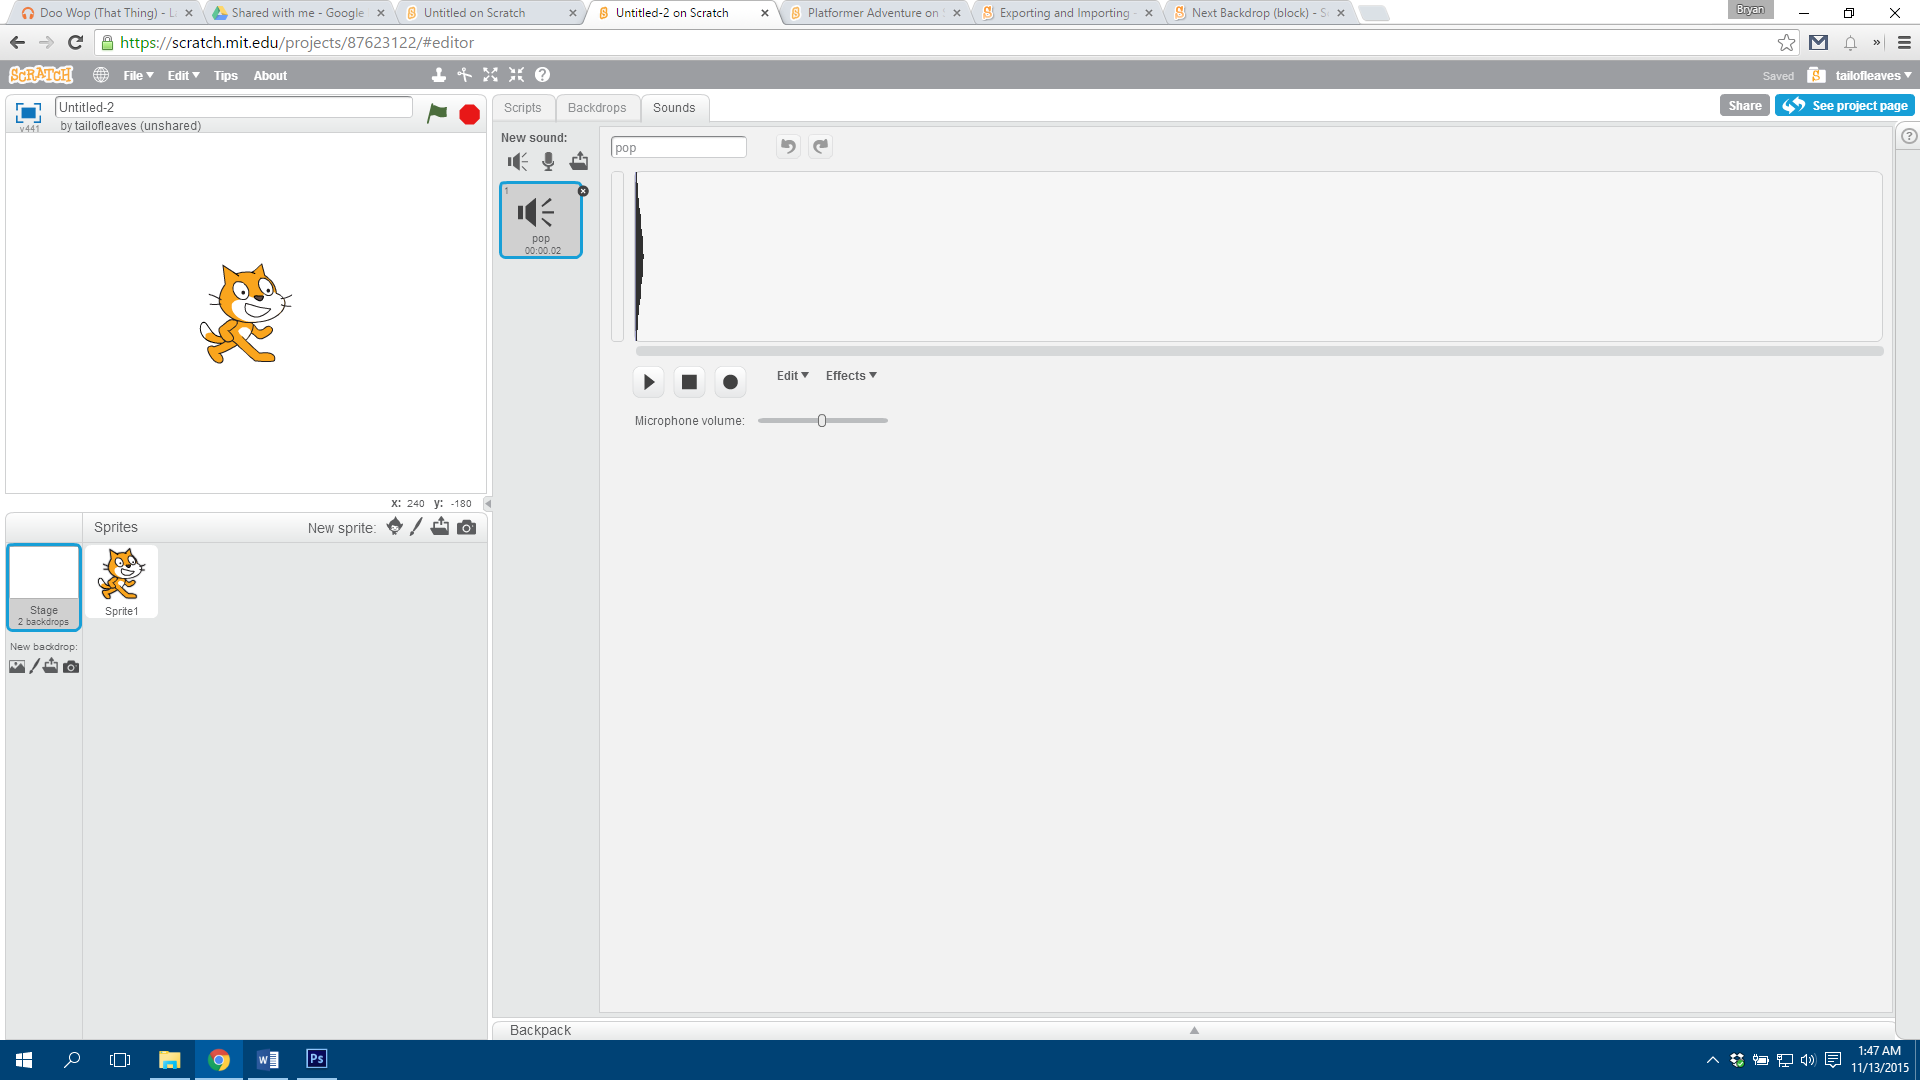 Doo Wop (That Thing) - L
Shared with me - Google
Untitled on Scratch
Untitled-2 on Scratch
Platformer Adventure on
Exporting and Importing
Next Backdrop (block) - S
Bryan
https://scratch.mit.edu/projects/87623122/#editor
SCRATCH
File
Edit
Tips
About
Saved
tailofleaves
Untitled-2
by tailofleaves (unshared)
v441
Scripts
Backdrops
Sounds
Share
See project page
New sound:
pop
1
pop
00:00.02
Edit
Effects
Microphone volume:
x: 240 y: -180
Sprites
New sprite:
Stage
2 backdrops
Sprite1
New backdrop:
Backpack
Ps
1:47 AM
11/13/2015